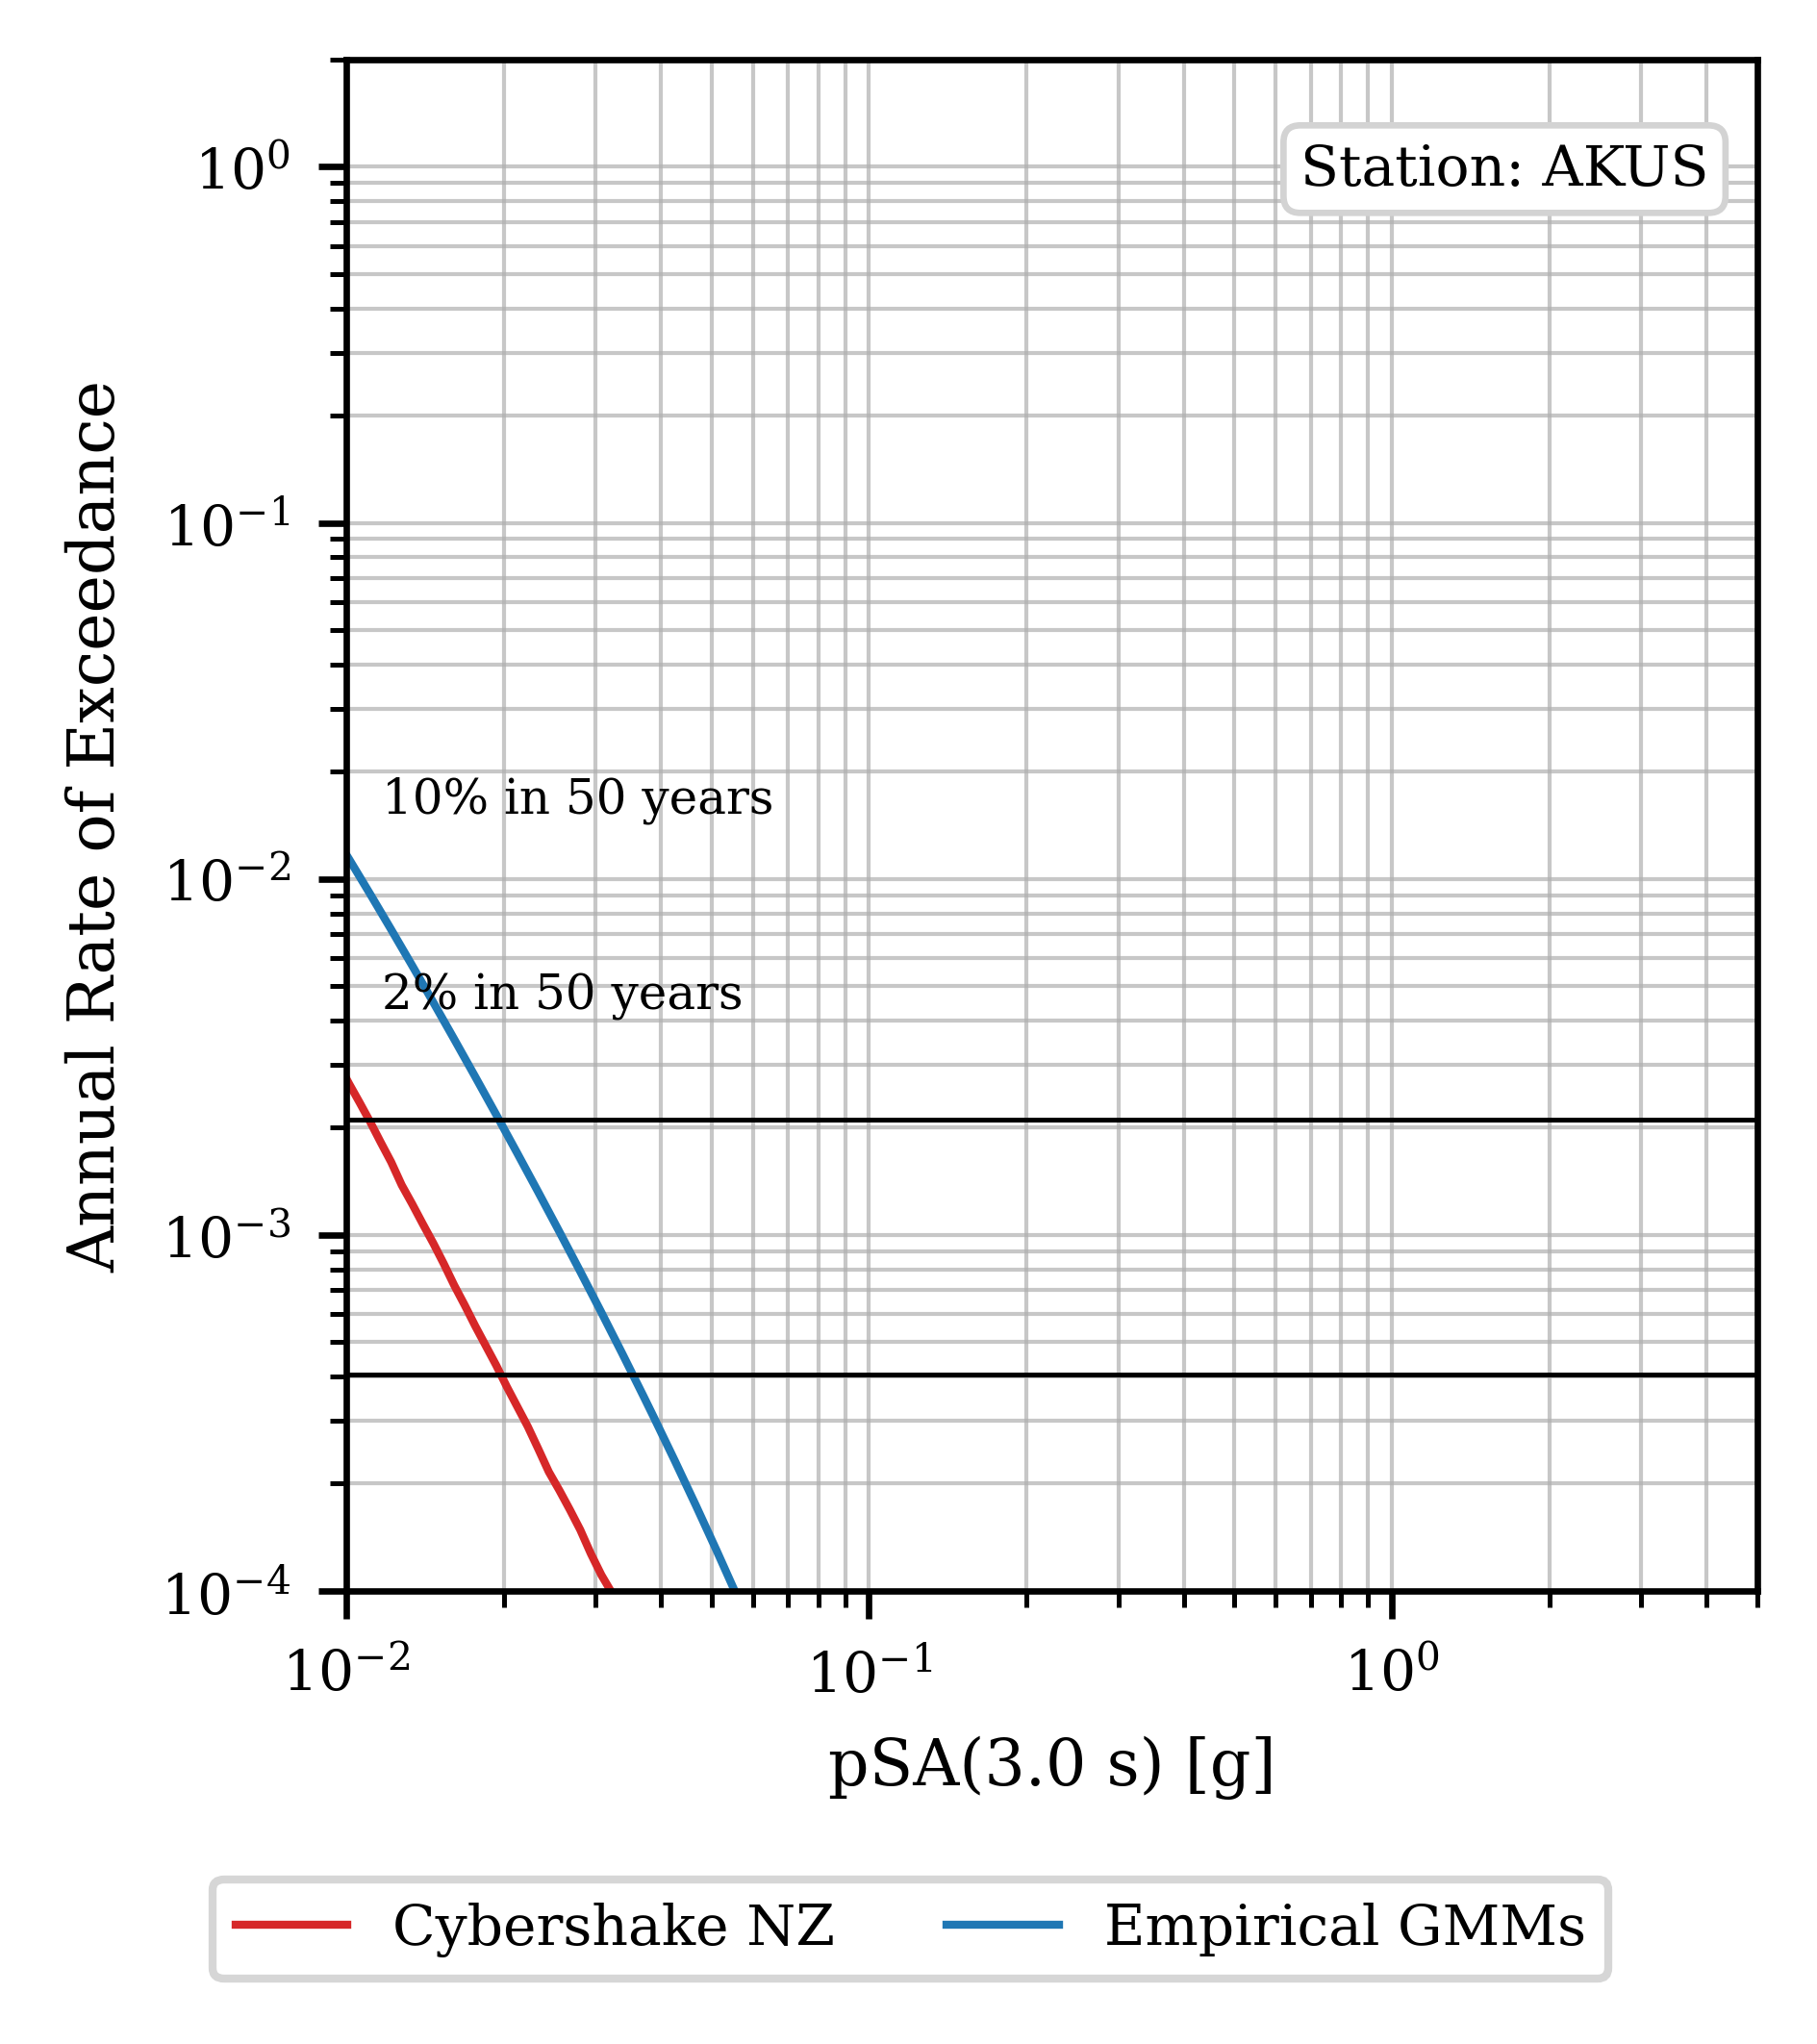 Station: AKUS
Annual Rate of Exceedance
10⁰
10⁻¹
10⁻²
10⁻³
10⁻⁴
10% in 50 years
2% in 50 years
10⁻² 10⁻¹ 10⁰
pSA(3.0 s) [g]
Cybershake NZ Empirical GMMs